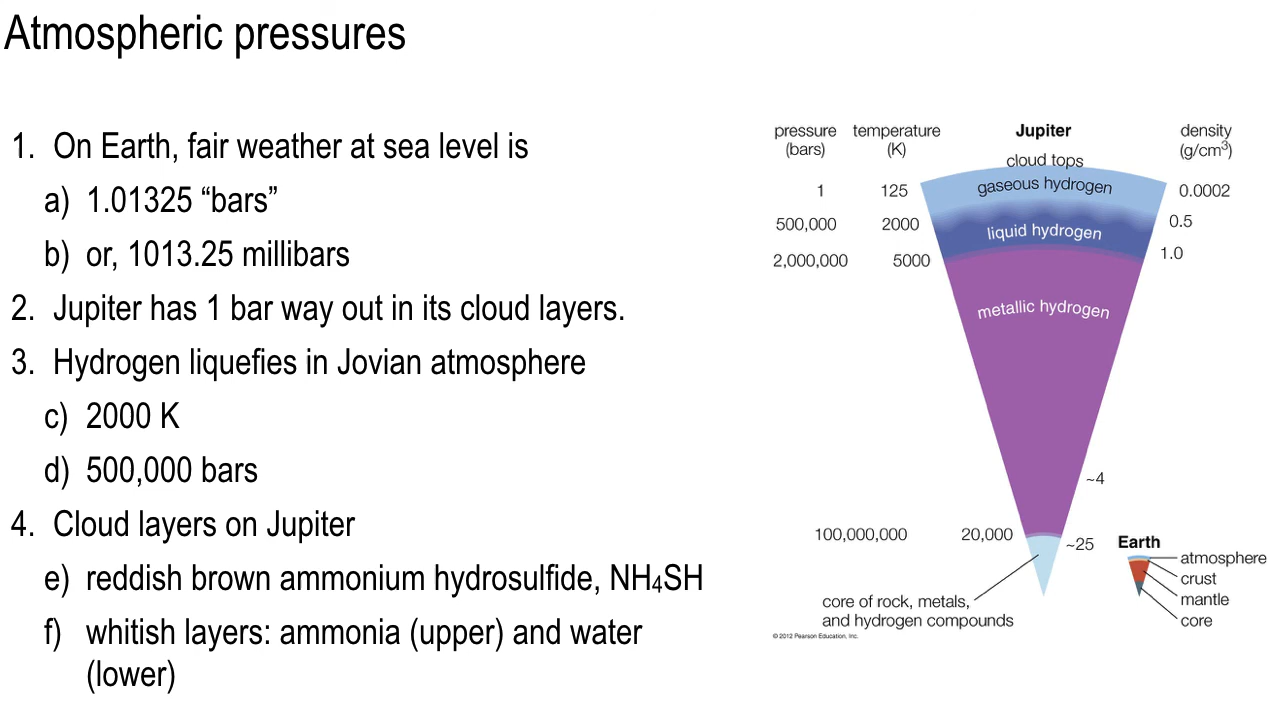 Atmospheric pressures
1. On Earth, fair weather at sea level is
a) 1.01325 “bars”
b) or, 1013.25 millibars
2. Jupiter has 1 bar way out in its cloud layers.
3. Hydrogen liquefies in Jovian atmosphere
c) 2000 K
d) 500,000 bars
4. Cloud layers on Jupiter
e) reddish brown ammonium hydrosulfide, NH₄SH
f) whitish layers: ammonia (upper) and water
(lower)
pressure
(bars)
temperature
(K)
Jupiter
density
(g/cm³)
cloud tops
1 125 gaseous hydrogen 0.0002
500,000 2000 liquid hydrogen 0.5
2,000,000 5000 1.0
metallic hydrogen
~4
100,000,000 20,000 ~25
core of rock, metals,
and hydrogen compounds
Earth
atmosphere
crust
mantle
core
© 2012 Pearson Education, Inc.